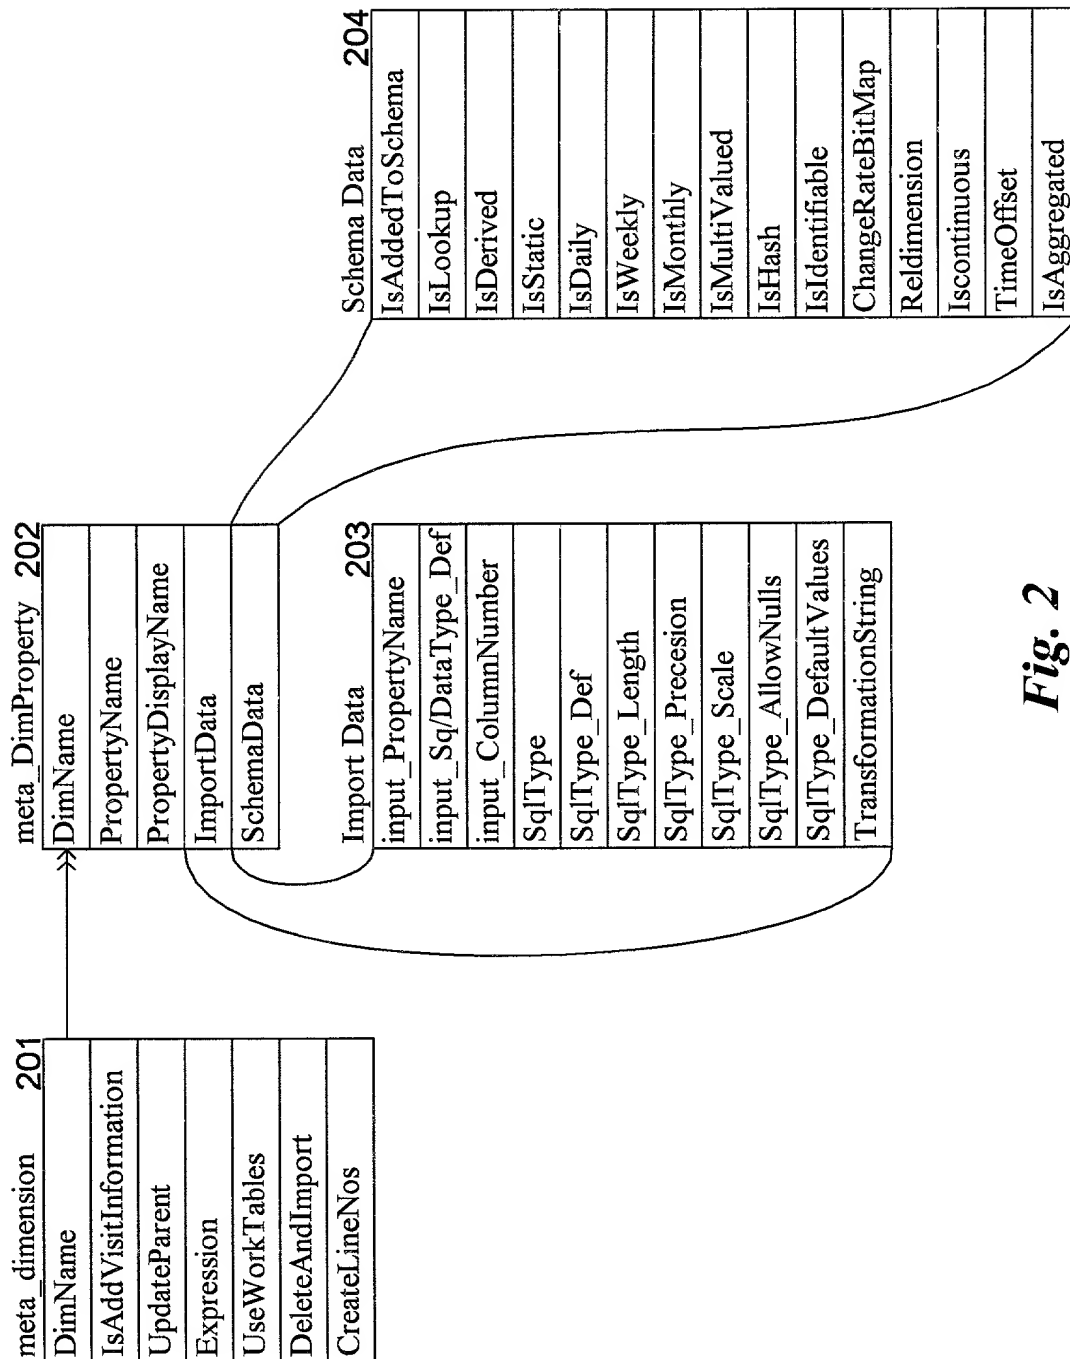 meta_dimension 201
DimName
IsAddVisitInformation
UpdateParent
Expression
UseWorkTables
DeleteAndImport
CreateLineNos
meta_DimProperty 202
DimName
PropertyName
PropertyDisplayName
ImportData
SchemaData
Import Data 203
input_PropertyName
input_Sq/DataType_Def
input_ColumnNumber
SqlType
SqlType_Def
SqlType_Length
SqlType_Precesion
SqlType_Scale
SqlType_AllowNulls
SqlType_DefaultValues
TransformationString
Schema Data 204
IsAddedToSchema
IsLookup
IsDerived
IsStatic
IsDaily
IsWeekly
IsMonthly
IsMultiValued
IsHash
IsIdentifiable
ChangeRateBitMap
Reldimension
Iscontinuous
TimeOffset
IsAggregated
Fig. 2